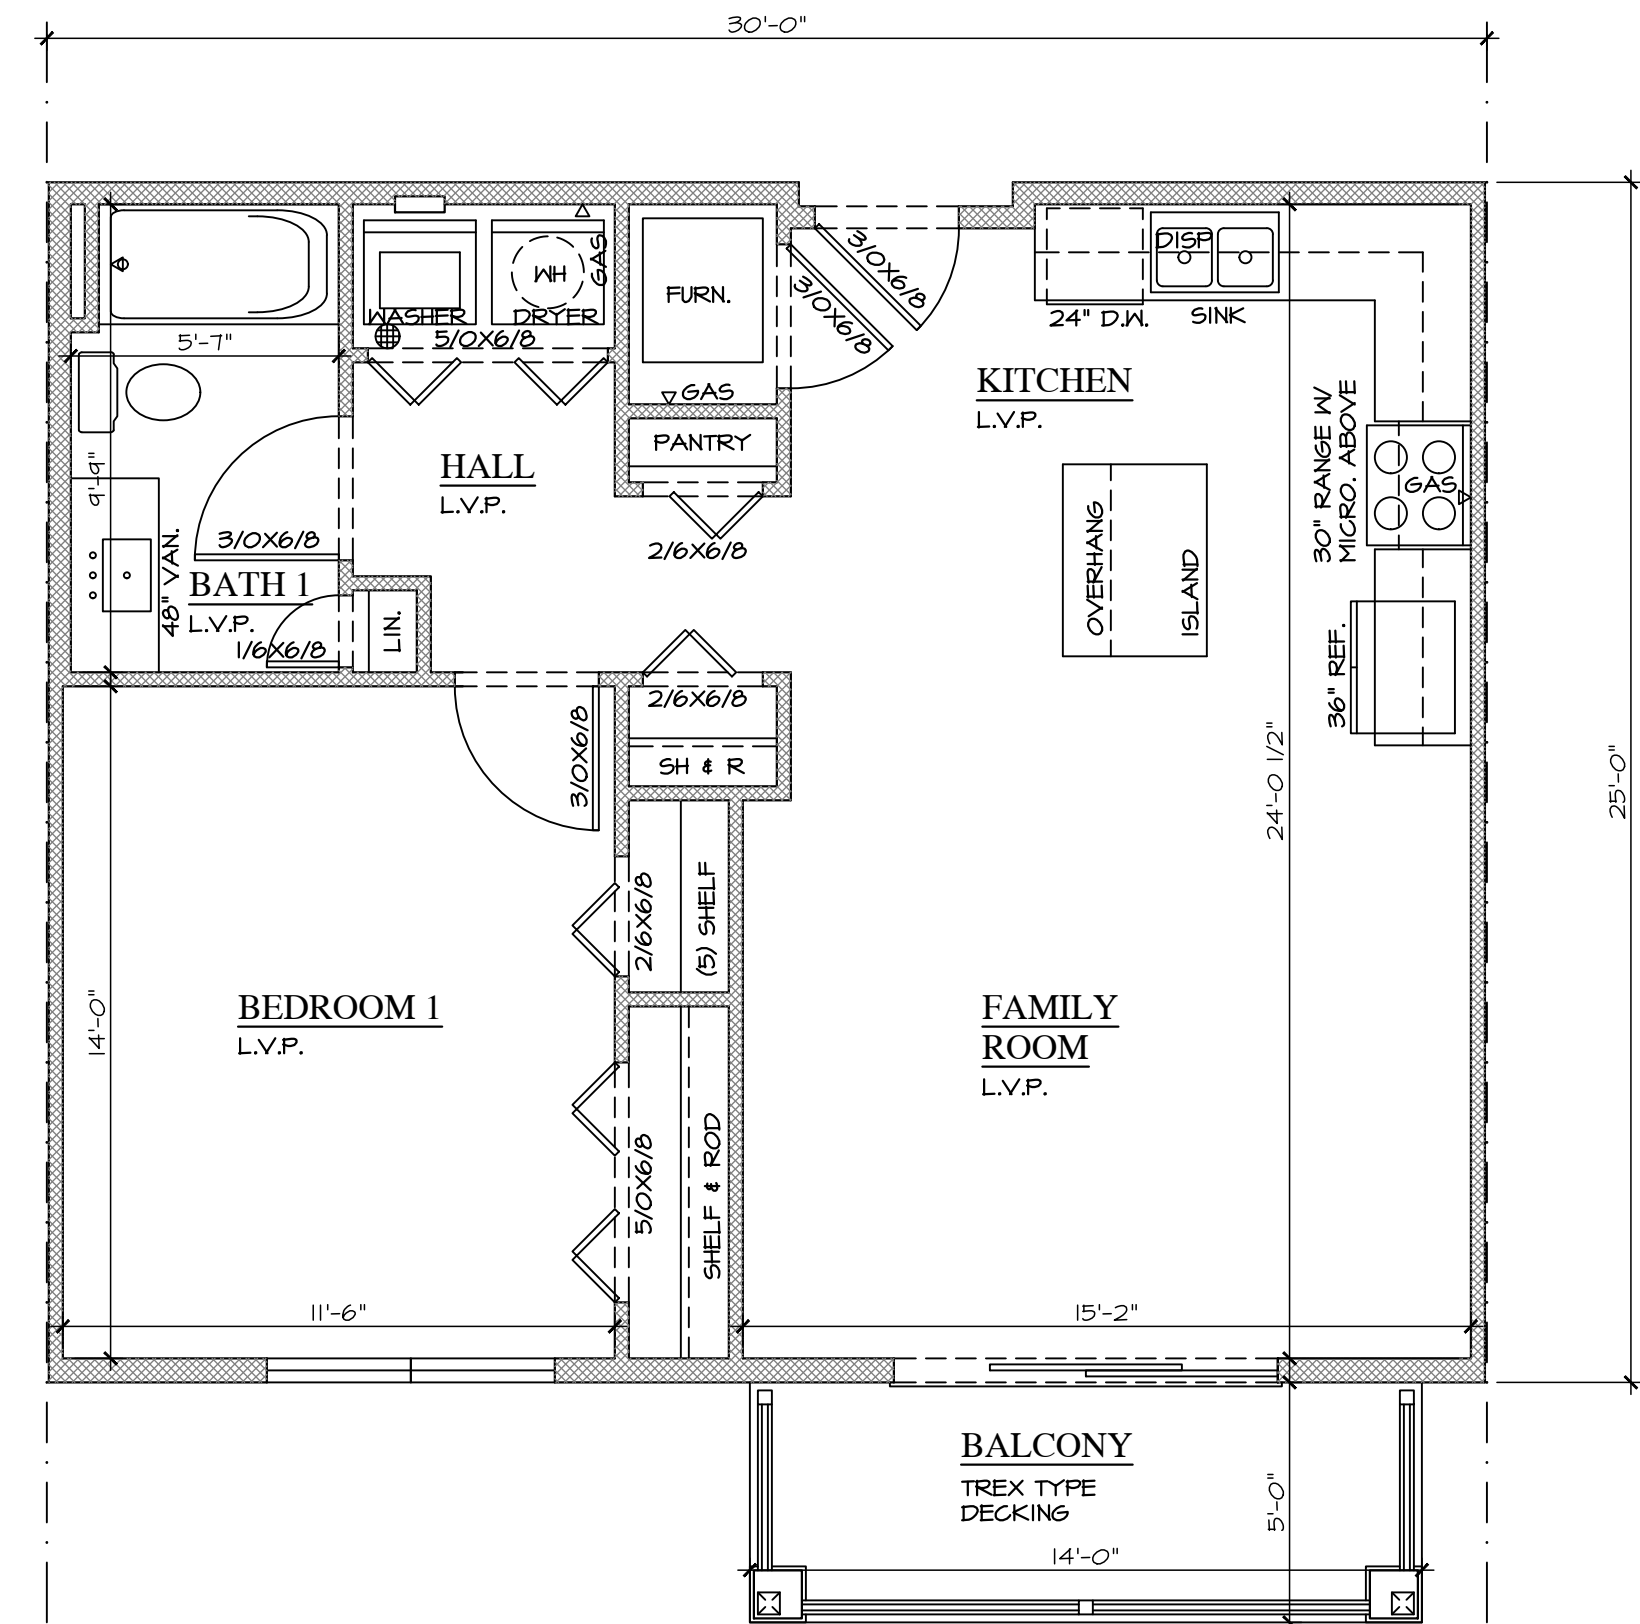 30'-0"
3/0X6/8
3/0X6/8
GAS
WH
DISP
FURN.
WASHER
DRYER
24" D.W.
SINK
5'-7"
5/0X6/8
KITCHEN
L.V.P.
GAS
PANTRY
30" RANGE W/
MICRO. ABOVE
GAS
HALL
L.V.P.
9'-9"
3/0X6/8
2/6X6/8
OVERHANG
ISLAND
48" VAN.
BATH 1
L.V.P.
1/6X6/8
LIN.
36" REF.
2/6X6/8
3/0X6/8
SH & R
24'-0 1/2"
25'-0"
2/6X6/8
(5) SHELF
14'-0"
BEDROOM 1
L.V.P.
FAMILY
ROOM
L.V.P.
5/0X6/8
SHELF & ROD
11'-6"
15'-2"
BALCONY
TREX TYPE
DECKING
5'-0"
14'-0"